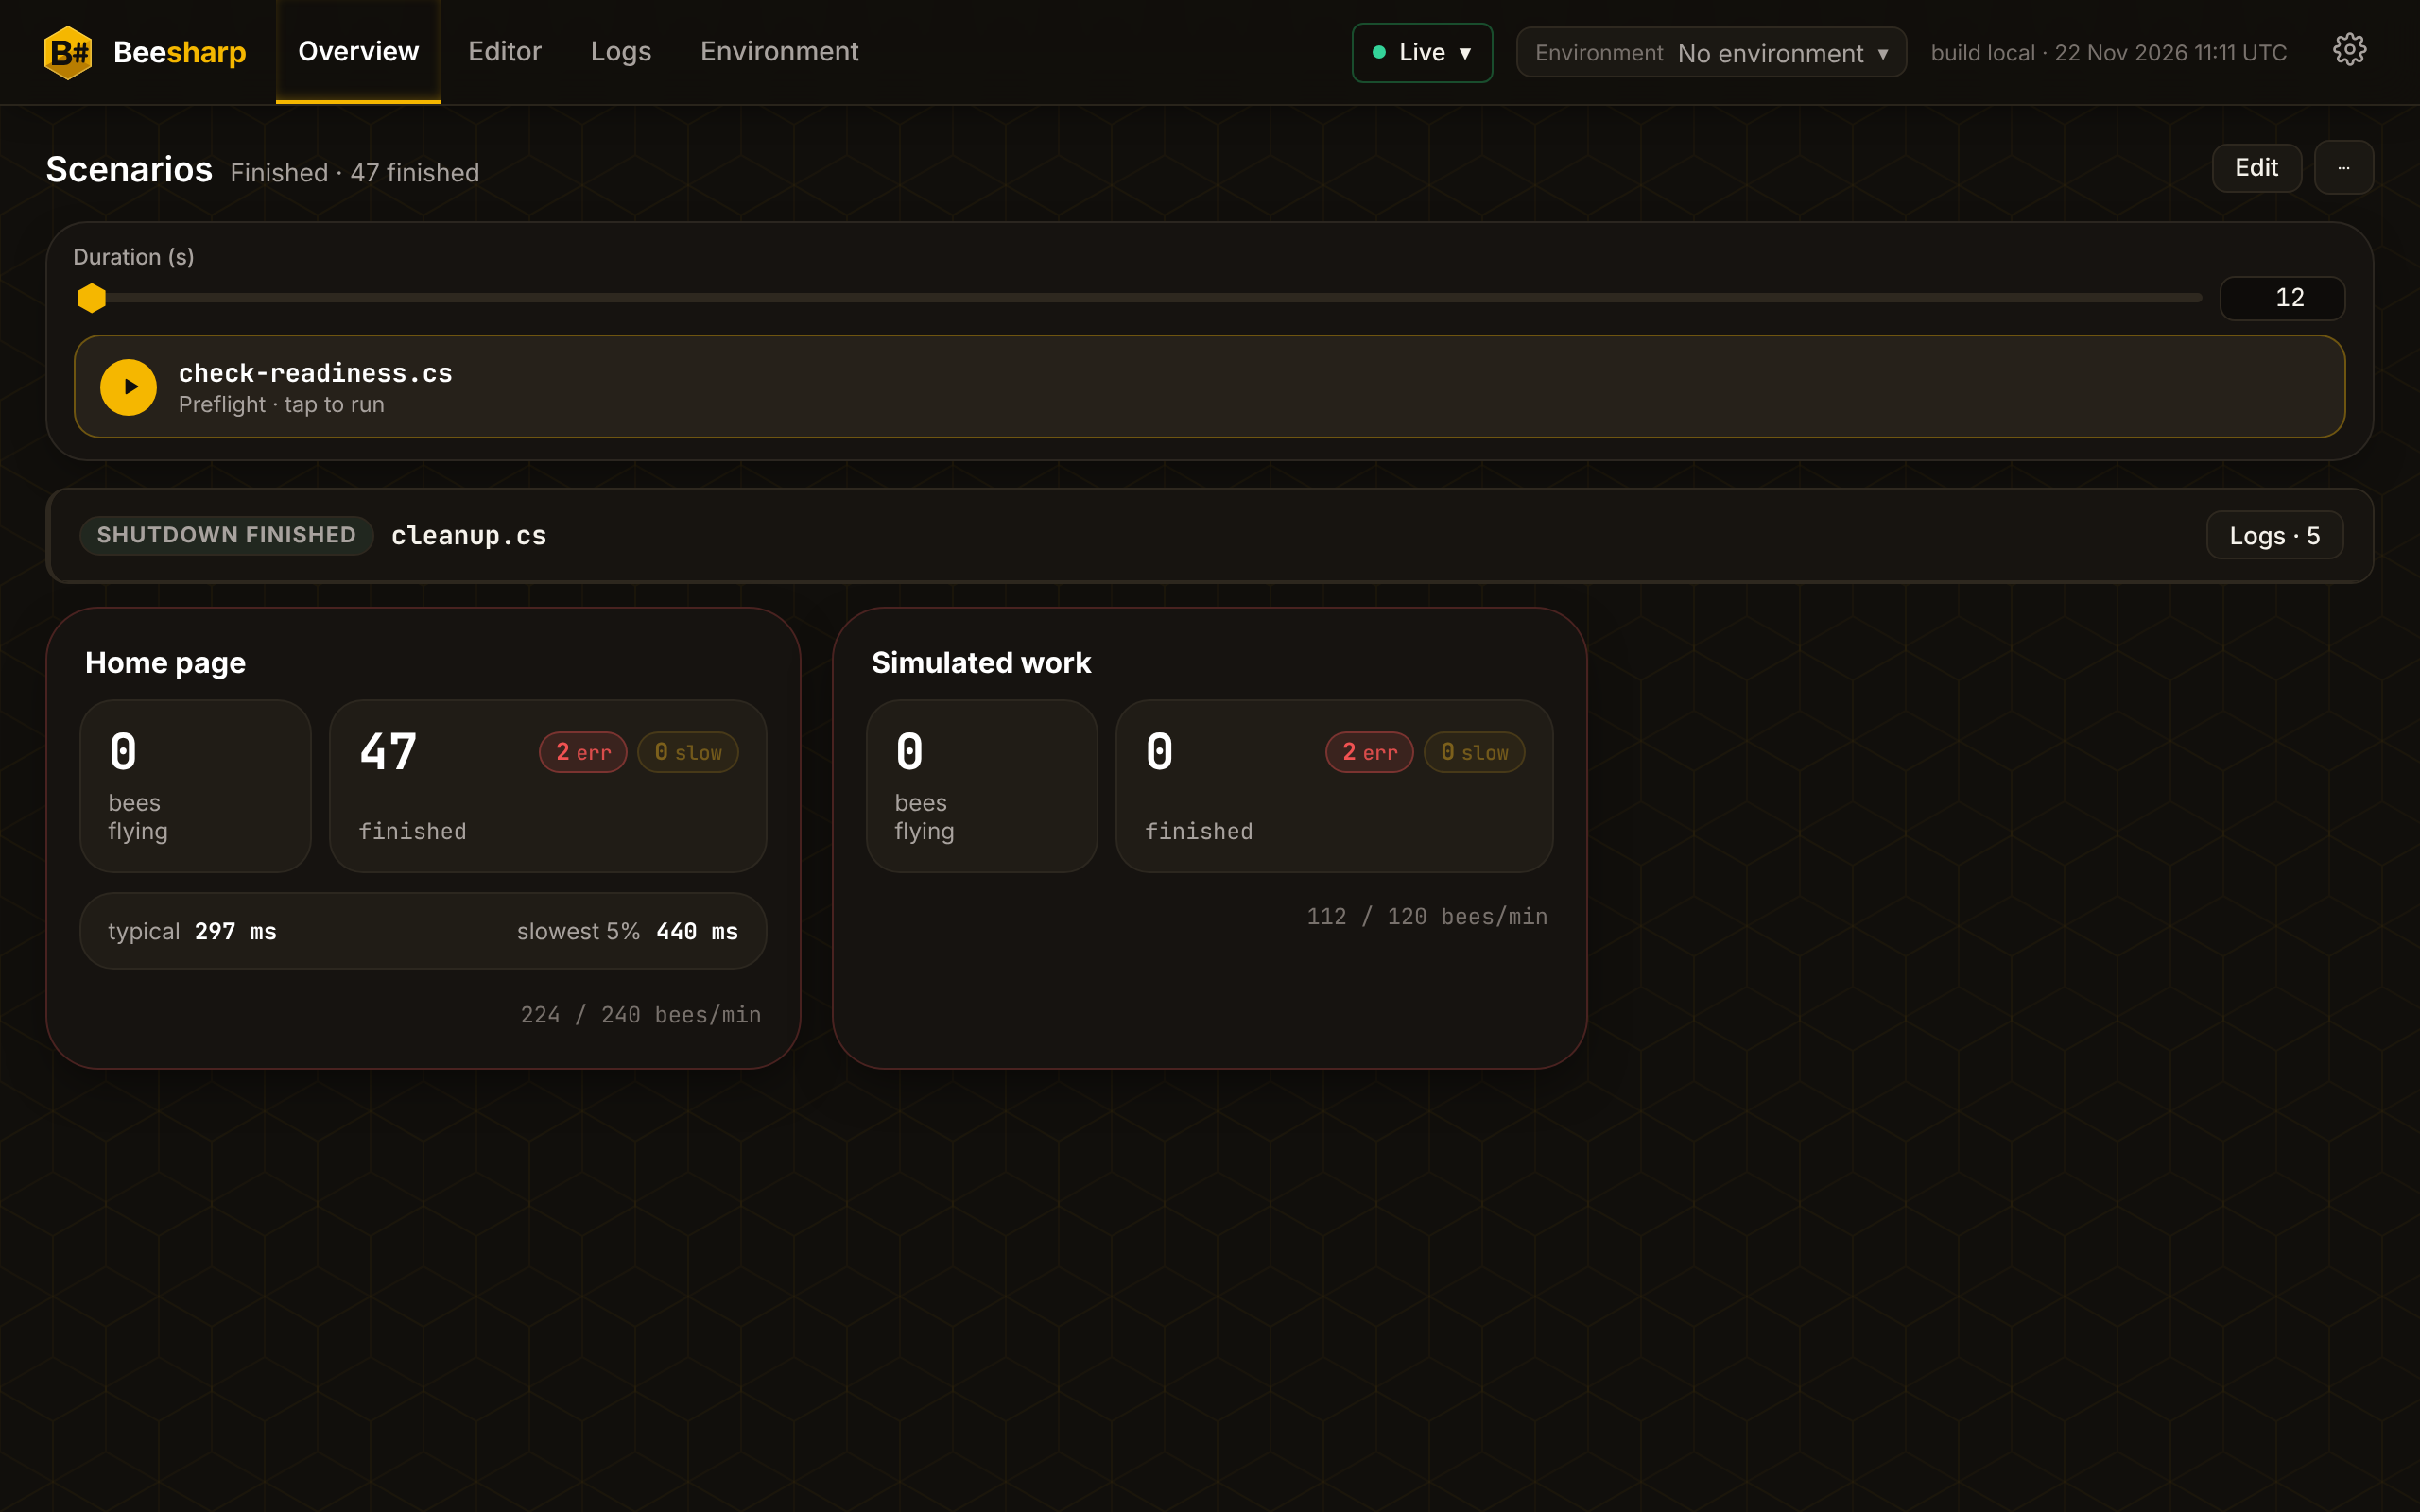 B# Beesharp Overview Editor Logs Environment Live ▾ Environment No environment ▾ build local · 22 Nov 2026 11:11 UTC
Scenarios Finished · 47 finished Edit ···
Duration (s)
12
check-readiness.cs
Preflight · tap to run
SHUTDOWN FINISHED cleanup.cs Logs · 5
Home page
0
bees
flying
47 2 err 0 slow
finished
typical 297 ms slowest 5% 440 ms
224 / 240 bees/min
Simulated work
0
bees
flying
0 2 err 0 slow
finished
112 / 120 bees/min